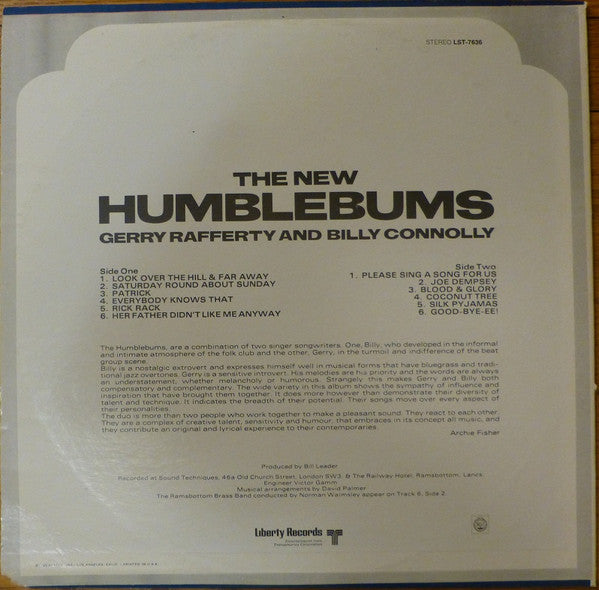 STEREO LST-7636
THE NEW
HUMBLEBUMS
GERRY RAFFERTY AND BILLY CONNOLLY
Side One
1. LOOK OVER THE HILL & FAR AWAY
2. SATURDAY ROUND ABOUT SUNDAY
3. PATRICK
4. EVERYBODY KNOWS THAT
5. RICK RACK
6. HER FATHER DIDN'T LIKE ME ANYWAY
Side Two
1. PLEASE SING A SONG FOR US
2. JOE DEMPSEY
3. BLOOD & GLORY
4. COCONUT TREE
5. SILK PYJAMAS
6. GOOD-BYE-EE!
The Humblebums, are a combination of two singer songwriters. One, Billy, who developed in the informal
and intimate atmosphere of the folk club and the other, Gerry, in the turmoil and indifference of the beat
group scene.
Billy is a nostalgic extrovert and expresses himself well in musical forms that have bluegrass and tradi-
tional jazz overtones. Gerry is a sensitive introvert. His melodies are his priority and the words are always
an understatement, whether melancholy or humorous. Strangely this makes Gerry and Billy both
compensatory and complementary. The wide variety in this album shows the sympathy of influence and
inspiration that have brought them together. It does more however than demonstrate their diversity of
talent and technique. It indicates the breadth of their potential. Their songs move over every aspect of
their personalities.
The duo is more than two people who work together to make a pleasant sound. They react to each other.
They are a complex of creative talent, sensitivity and humour, that embraces in its concept all music, and
they contribute an original and lyrical experience to their contemporaries.
Archie Fisher
Produced by Bill Leader
Recorded at Sound Techniques, 46a Old Church Street, London SW3. & The Railway Hotel, Ramsbottom, Lancs.
Engineer Victor Gamm
Musical arrangements by David Palmer
The Ramsbottom Brass Band conducted by Norman Walmsley appear on Track 6, Side 2
Liberty Records
Entertainment from
Transamerica Corporation